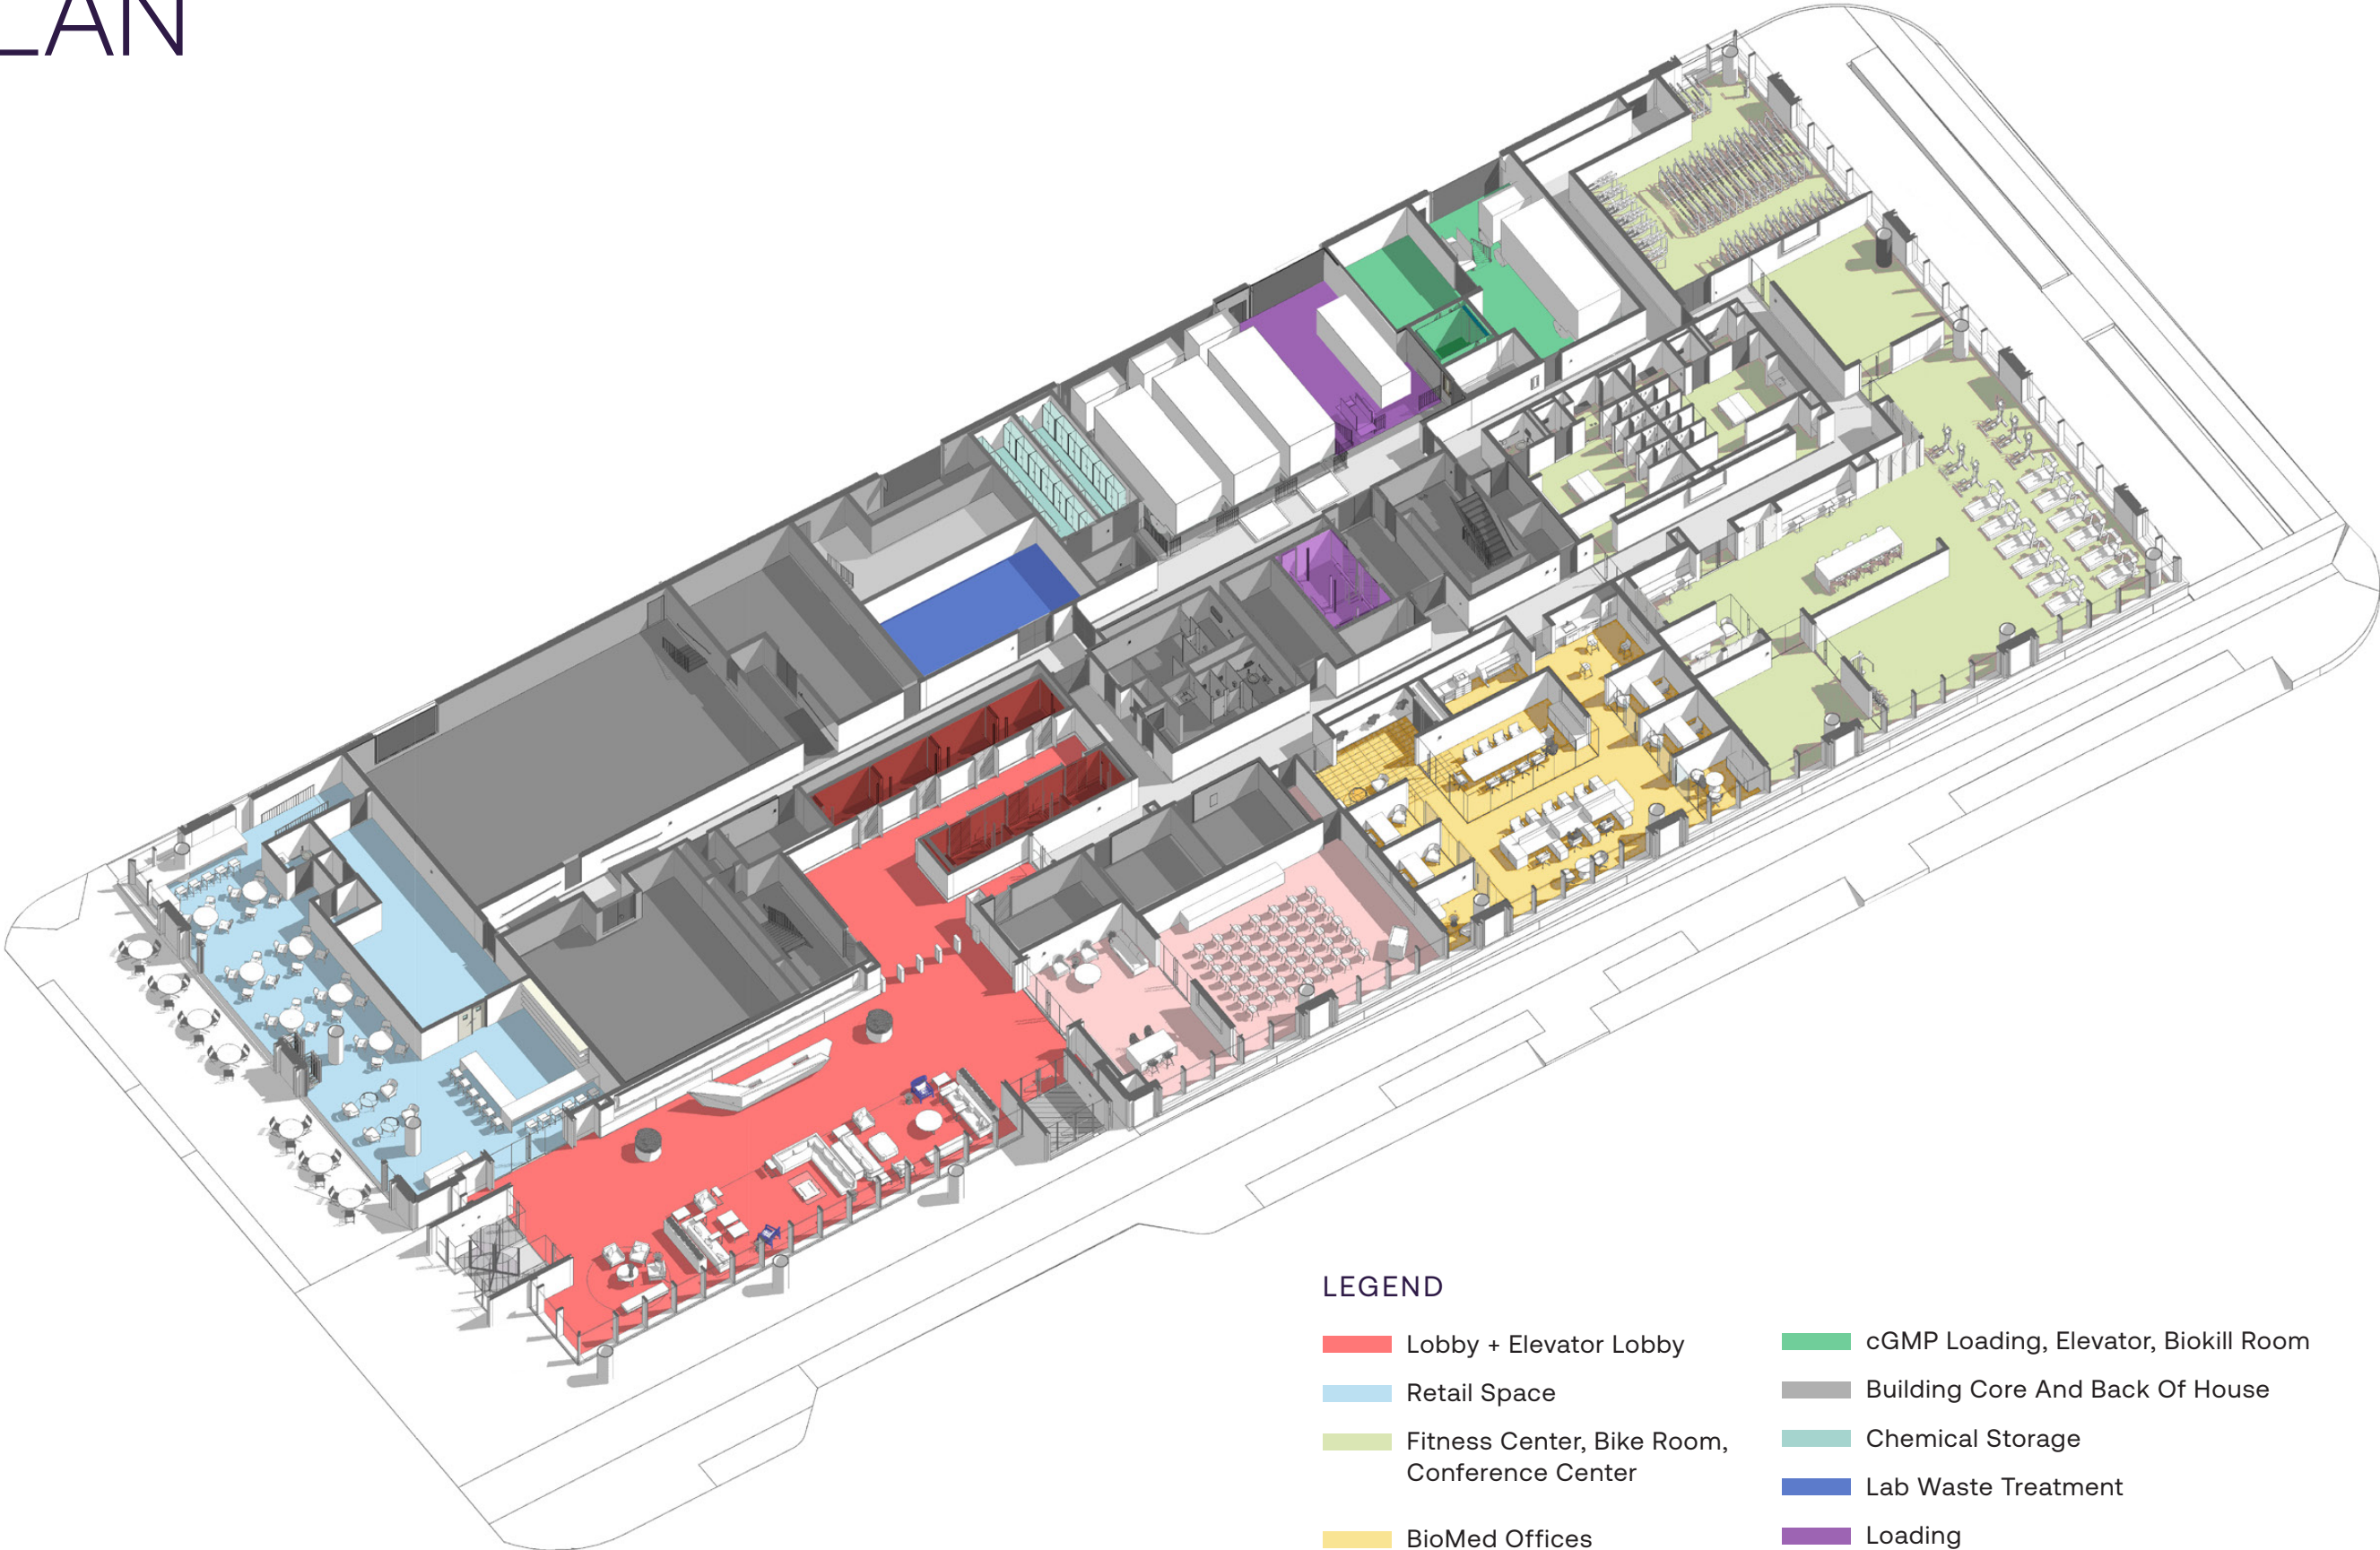 LAN
LEGEND
Lobby + Elevator Lobby
Retail Space
Fitness Center, Bike Room,
Conference Center
BioMed Offices
cGMP Loading, Elevator, Biokill Room
Building Core And Back Of House
Chemical Storage
Lab Waste Treatment
Loading